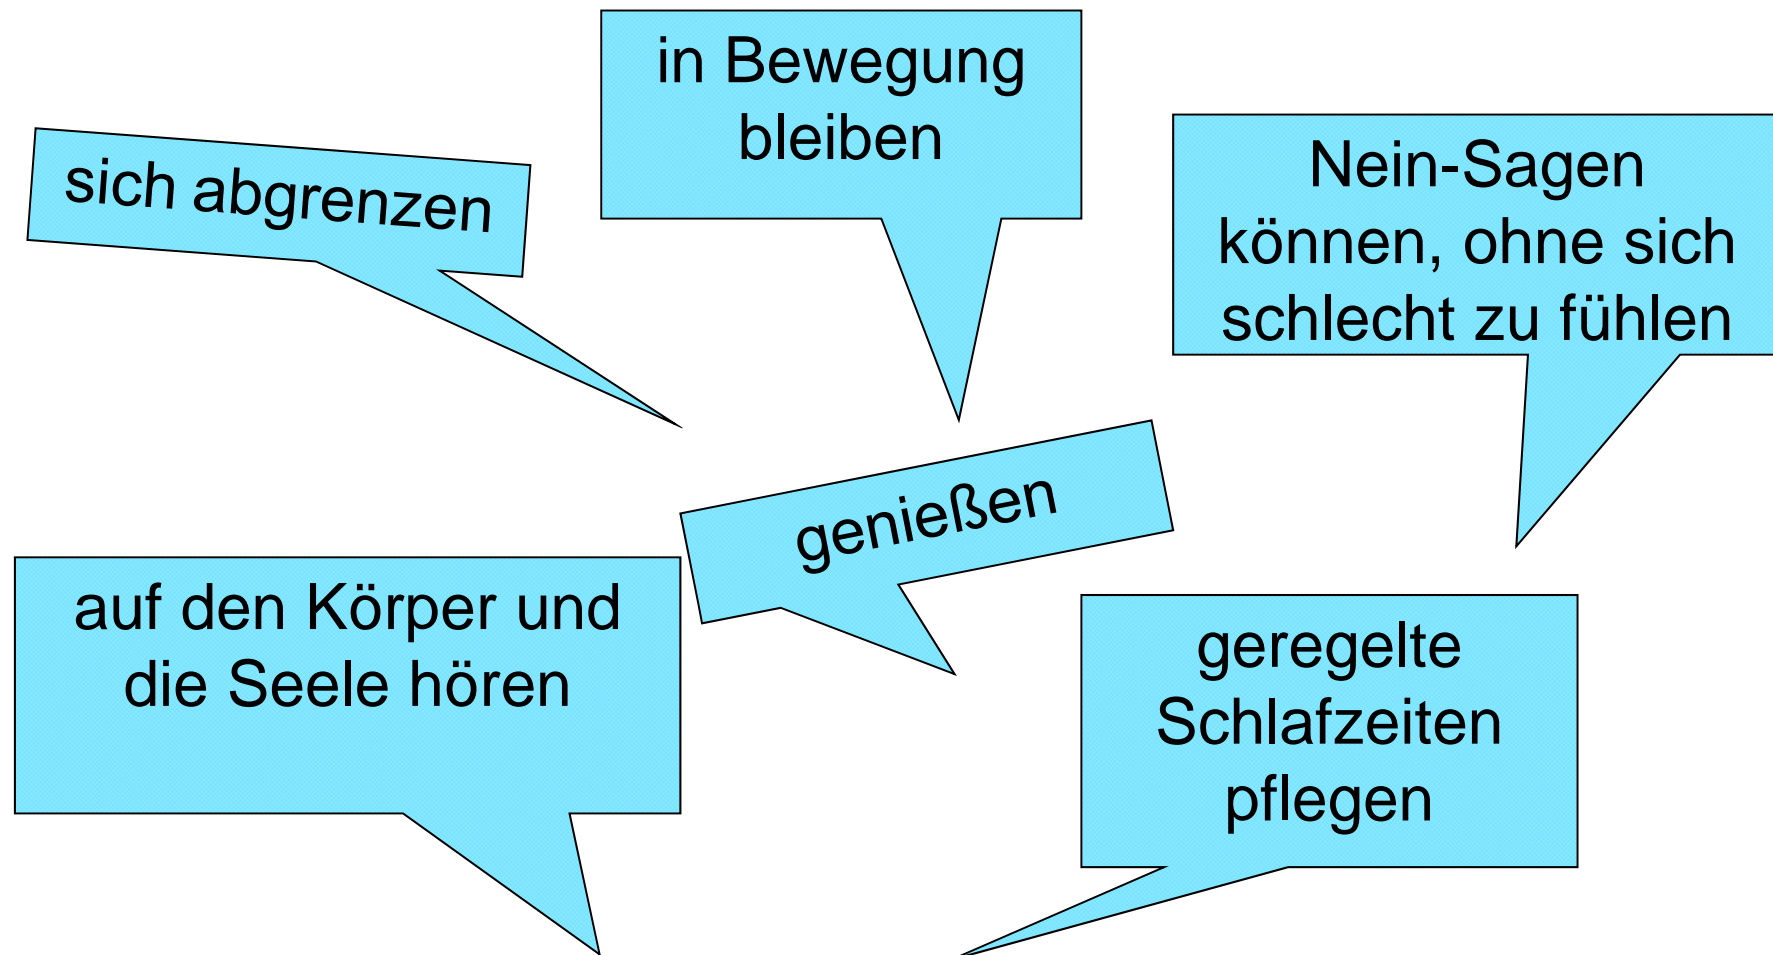 in Bewegung
bleiben
sich abgrenzen
Nein-Sagen
können, ohne sich
schlecht zu fühlen
genießen
auf den Körper und
die Seele hören
geregelte
Schlafzeiten
pflegen